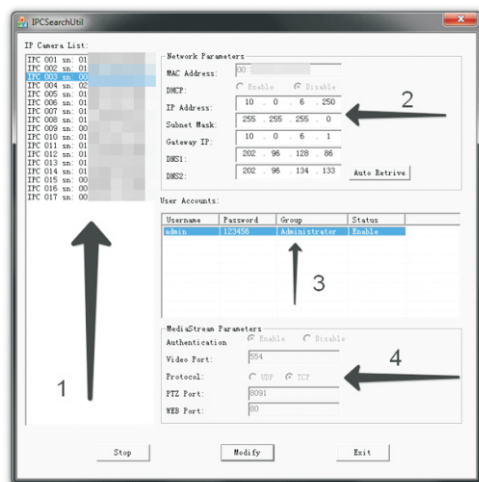 IPCSearchUtil
IP Camera List:
IPC 001 sn: 01
IPC 002 sn: 01
IPC 003 sn: 00
IPC 004 sn: 02
IPC 005 sn: 01
IPC 006 sn: 01
IPC 007 sn: 01
IPC 008 sn: 01
IPC 009 sn: 00
IPC 010 sn: 01
IPC 011 sn: 01
IPC 012 sn: 01
IPC 013 sn: 01
IPC 014 sn: 01
IPC 015 sn: 00
IPC 016 sn: 00
IPC 017 sn: 01
1
Network Parameters
MAC Address: 00
DHCP: Enable Disable
IP Address: 10 . 0 . 6 . 250
Subnet Mask: 255 . 255 . 255 . 0
Gateway IP: 10 . 0 . 6 . 1
DNS1: 202 . 96 . 128 . 86
DNS2: 202 . 96 . 134 . 133 Auto Retrive
2
User Accounts:
Username Password Group Status
admin 123456 Administrator Enable
3
MediaStream Parameters
Authentication Enable Disable
Video Port: 554
Protocol: UDP TCP
PTZ Port: 8091
WEB Port: 80
4
Stop Modify Exit